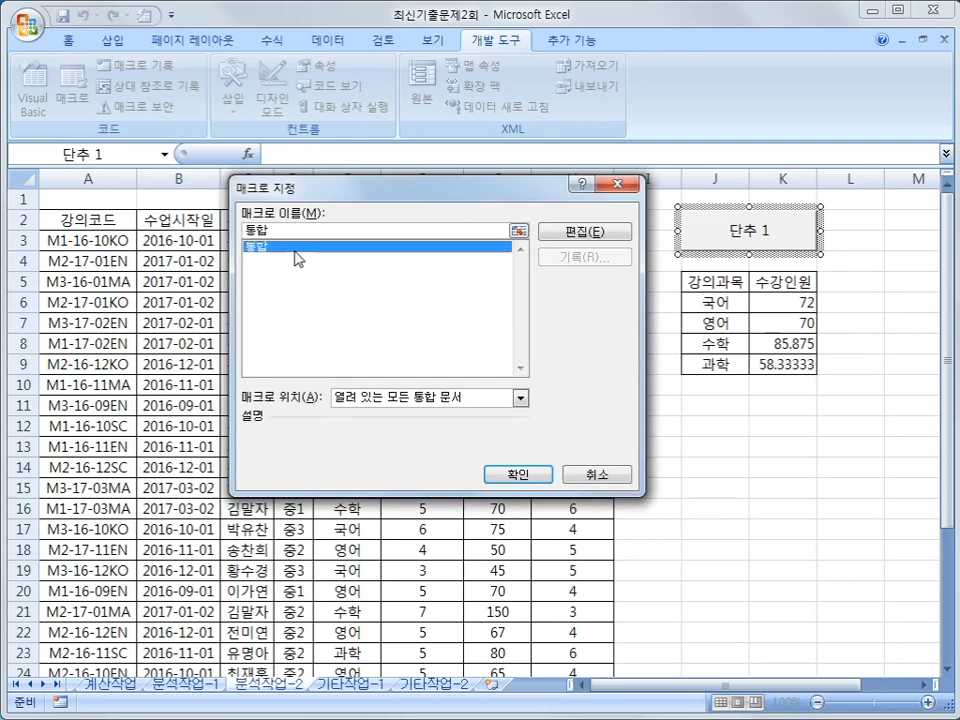 최신기출문제2회 - Microsoft Excel
홈 삽입 페이지 레이아웃 수식 데이터 검토 보기 개발 도구 추가 기능
Visual Basic
매크로
매크로 기록
상대 참조로 기록
매크로 보안
코드
삽입
디자인 모드
속성
코드 보기
대화 상자 실행
컨트롤
원본
맵 속성
확장 팩
데이터 새로 고침
가져오기
내보내기
XML
단추 1
fx
A B J K L M
1
2 강의코드 수업시작일
3 M1-16-10KO 2016-10-01
4 M2-17-01EN 2017-01-02
5 M3-16-01MA 2017-01-02
6 M2-17-01KO 2017-01-02
7 M3-17-02EN 2017-02-01
8 M1-17-02EN 2017-02-01
9 M2-16-12KO 2016-12-01
10 M1-16-11MA 2016-11-01
11 M3-16-09EN 2016-09-01
12 M1-16-10SC 2016-10-01
13 M1-16-11EN 2016-11-01
14 M2-16-12SC 2016-12-01
15 M3-17-03MA 2017-03-02
16 M1-17-03MA 2017-03-02 김말자 중1 수학 5 70 6
17 M3-16-10KO 2016-10-01 박유찬 중3 국어 6 75 4
18 M2-17-11EN 2016-11-01 송찬희 중2 영어 4 50 5
19 M3-16-12KO 2016-12-01 황수경 중3 국어 3 45 5
20 M1-16-09EN 2016-09-01 이가연 중1 영어 5 70 4
21 M2-17-01MA 2017-01-02 김말자 중2 수학 7 150 3
22 M2-16-12EN 2016-12-01 전미연 중2 영어 5 67 4
23 M2-16-11SC 2016-11-01 유명아 중2 과학 5 80 6
24 M2-16-10EN 2016-10-01 최재훈 중2 영어 5 65 4
매크로 지정
매크로 이름(M):
통합
통합
편집(E)
기록(R)...
매크로 위치(A): 열려 있는 모든 통합 문서
설명
확인 취소
단추 1
강의과목 수강인원
국어 72
영어 70
수학 85.875
과학 58.33333
계산작업 분석작업-1 분석작업-2 기타작업-1 기타작업-2
준비 100%